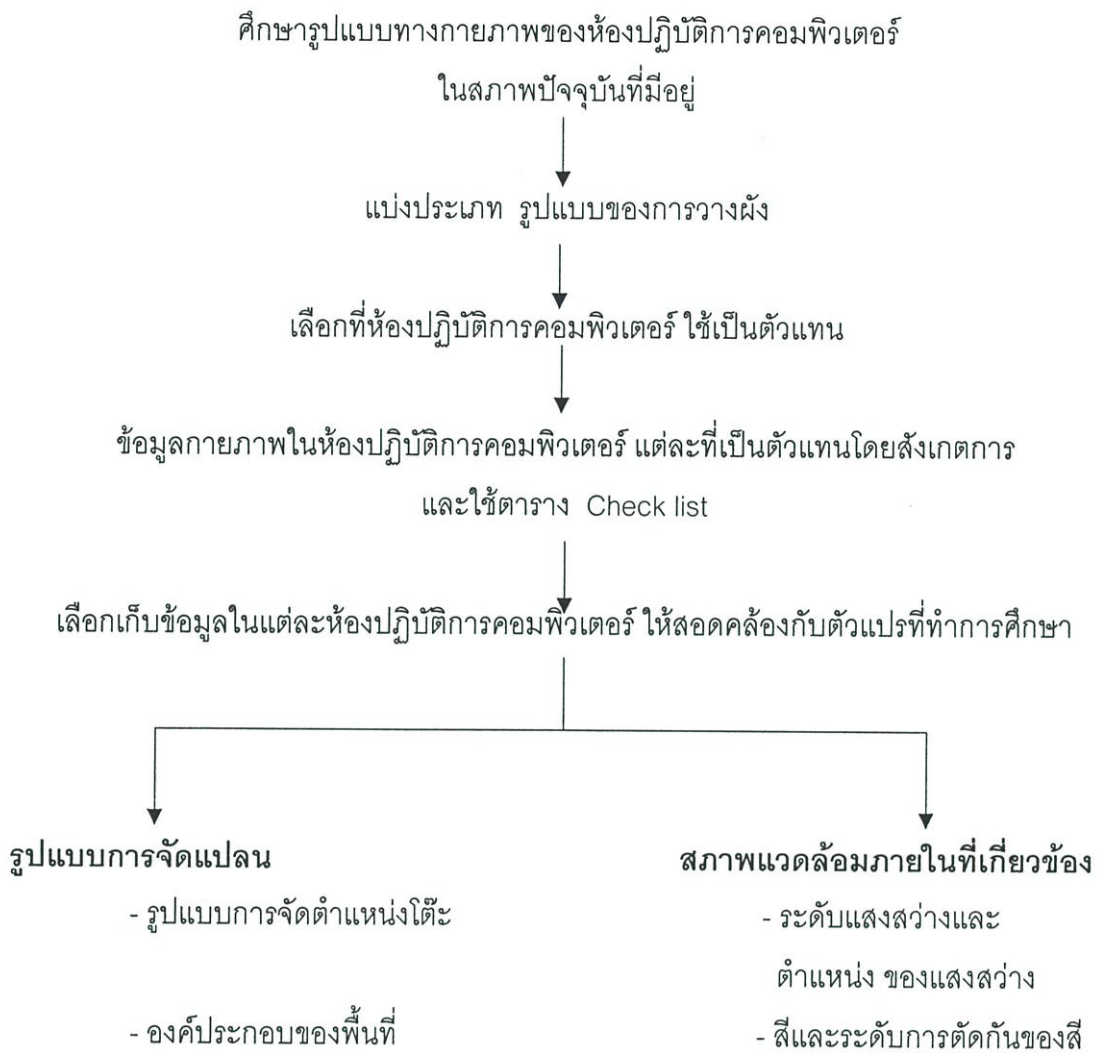 ศึกษารูปแบบทางกายภาพของห้องปฏิบัติการคอมพิวเตอร์
ในสภาพปัจจุบันที่มีอยู่
แบ่งประเภท รูปแบบของการวางผัง
เลือกที่ห้องปฏิบัติการคอมพิวเตอร์ ใช้เป็นตัวแทน
ข้อมูลกายภาพในห้องปฏิบัติการคอมพิวเตอร์ แต่ละที่เป็นตัวแทนโดยสังเกตการ
และใช้ตาราง Check list
เลือกเก็บข้อมูลในแต่ละห้องปฏิบัติการคอมพิวเตอร์ ให้สอดคล้องกับตัวแปรที่ทำการศึกษา
รูปแบบการจัดแปลน
- รูปแบบการจัดตำแหน่งโต๊ะ
- องค์ประกอบของพื้นที่
สภาพแวดล้อมภายในที่เกี่ยวข้อง
- ระดับแสงสว่างและ
ตำแหน่ง ของแสงสว่าง
- สีและระดับการตัดกันของสี